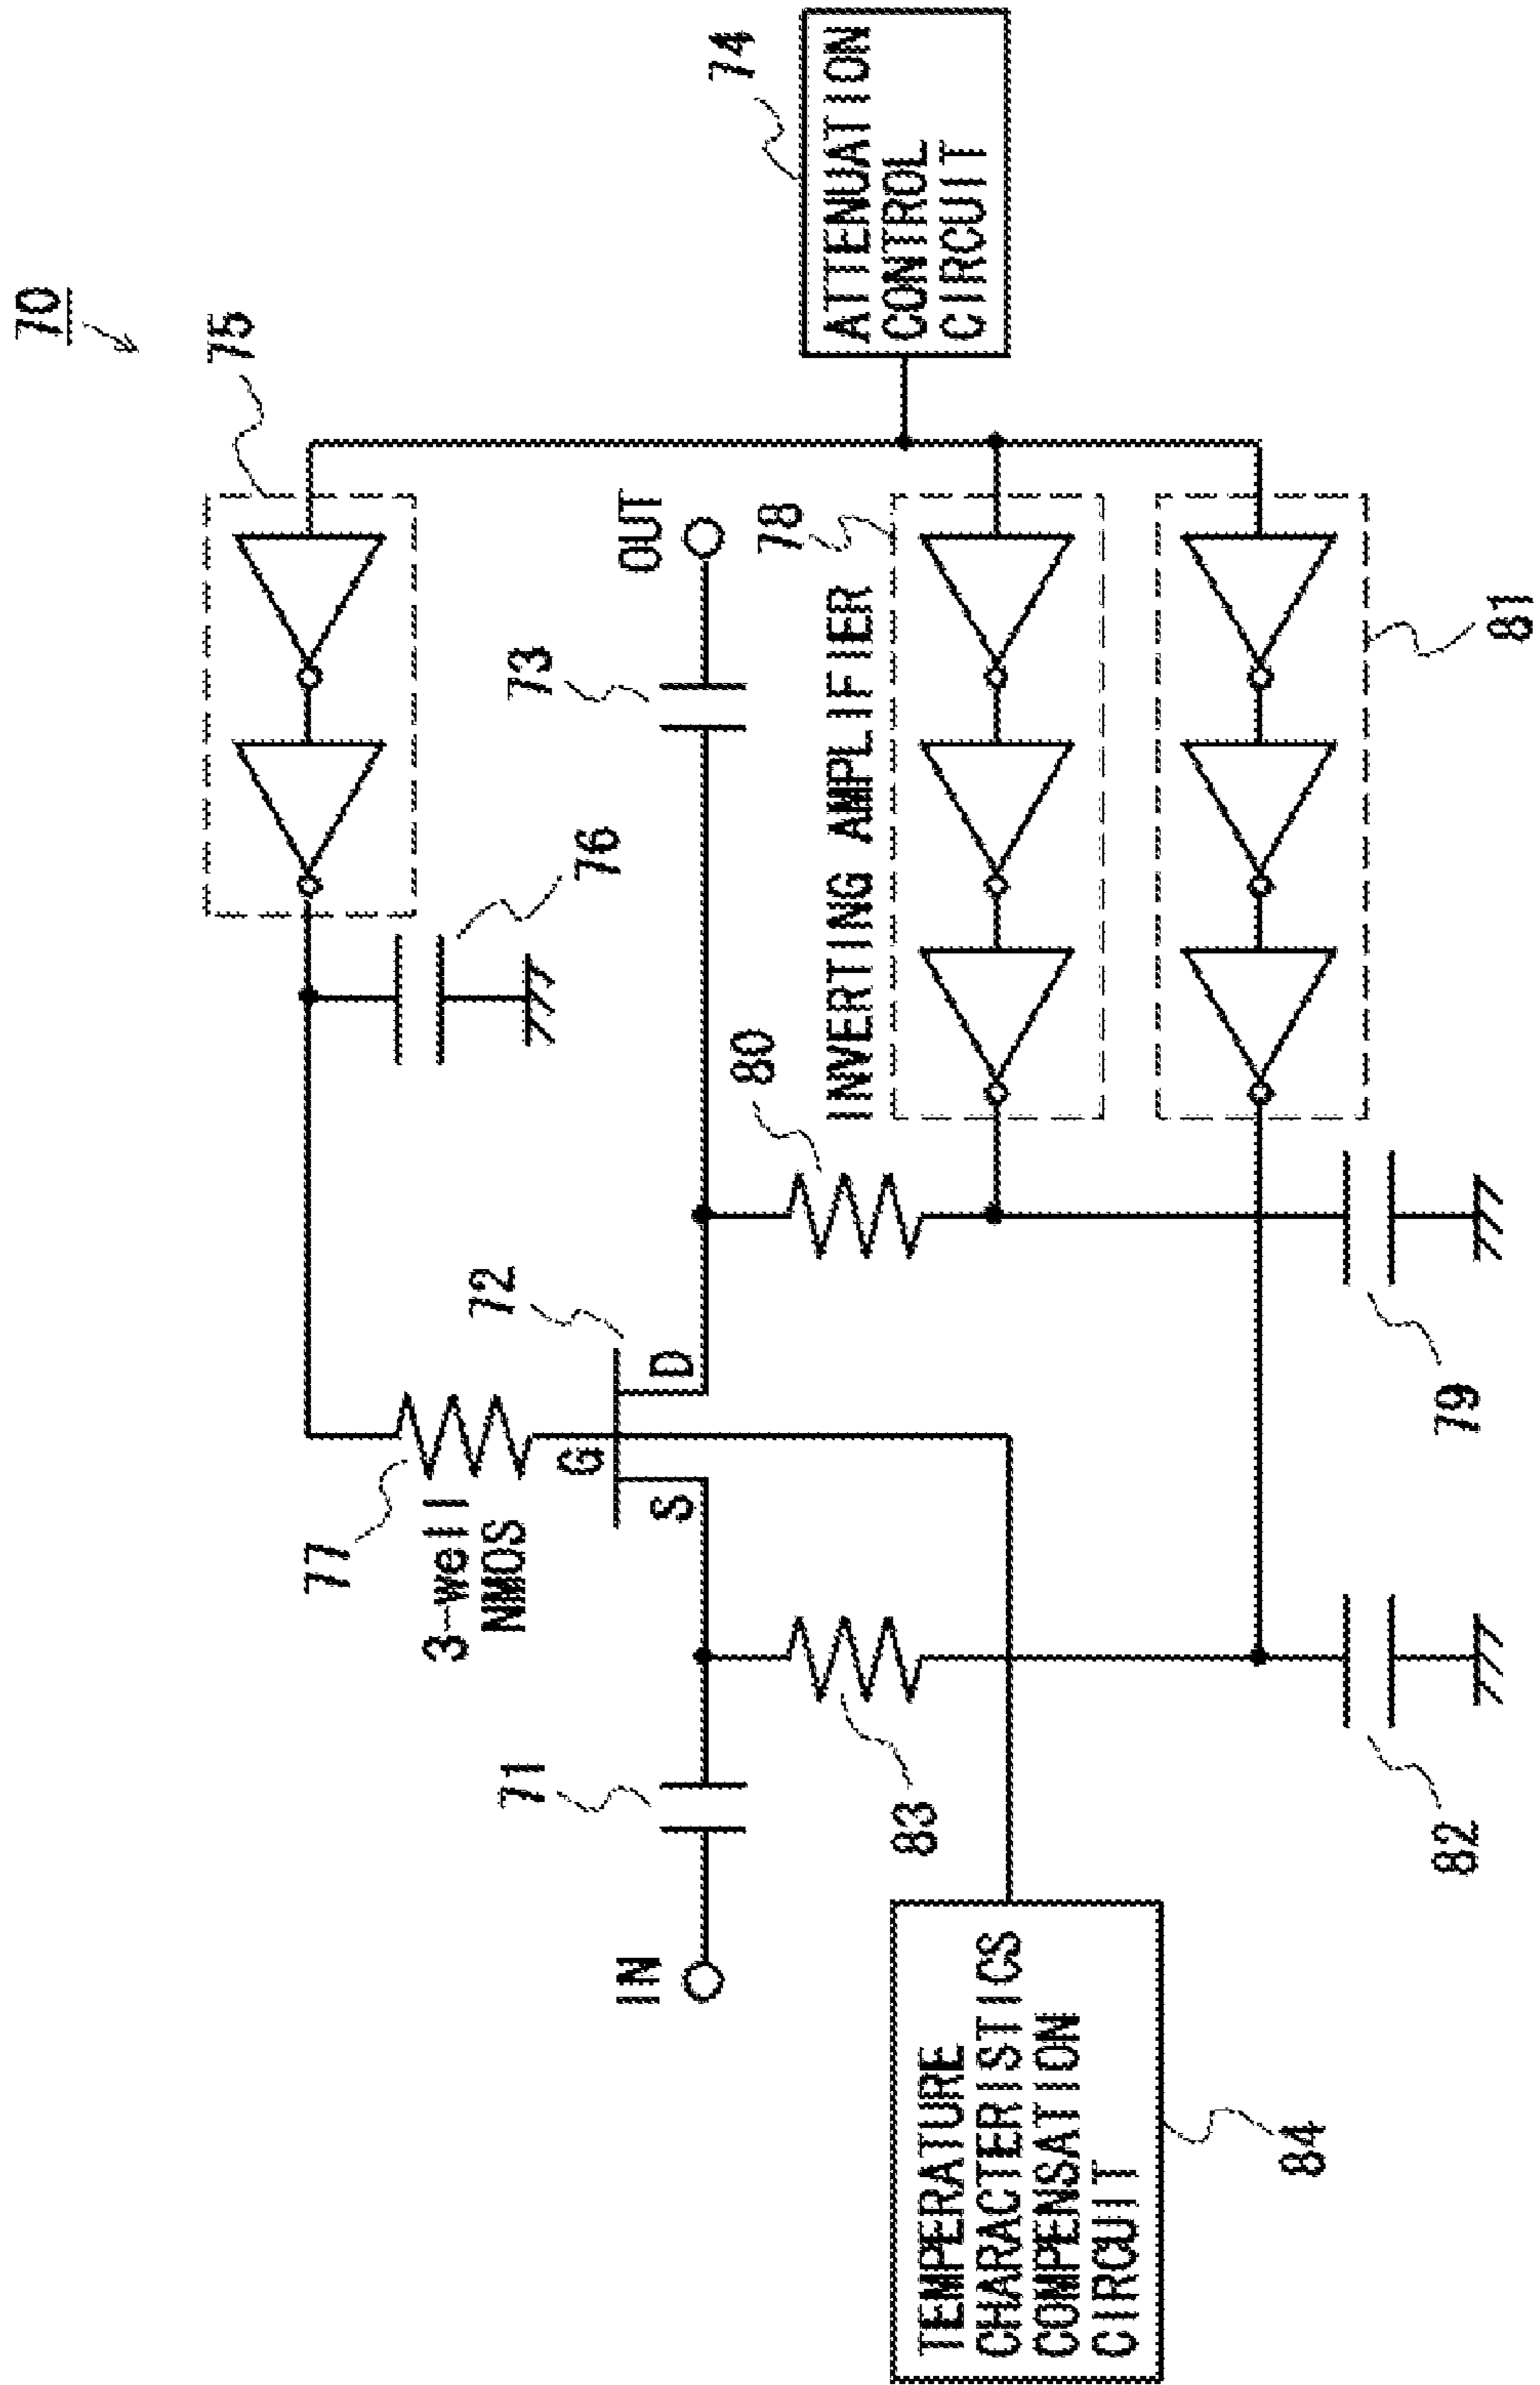 70
75
77
3-well
NMOS
76
72
G
S
D
73
71
IN
OUT
74
ATTENUATION
CONTROL
CIRCUIT
80
83
INVERTING AMPLIFIER
78
TEMPERATURE
CHARACTERISTICS
COMPENSATION
CIRCUIT
84
82
79
81